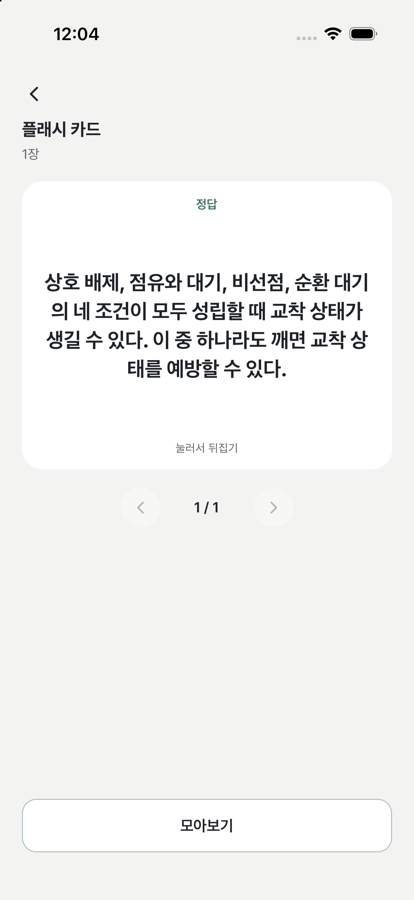 12:04
플래시 카드
1장
정답
상호 배제, 점유와 대기, 비선점, 순환 대기
의 네 조건이 모두 성립할 때 교착 상태가
생길 수 있다. 이 중 하나라도 깨면 교착 상
태를 예방할 수 있다.
눌러서 뒤집기
1 / 1
모아보기